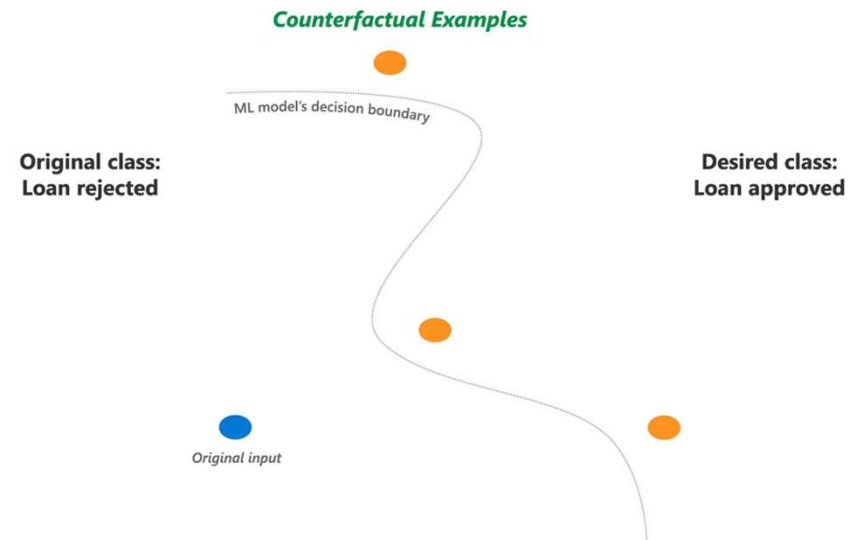 Counterfactual Examples
ML model's decision boundary
Original class:
Loan rejected
Desired class:
Loan approved
Original input